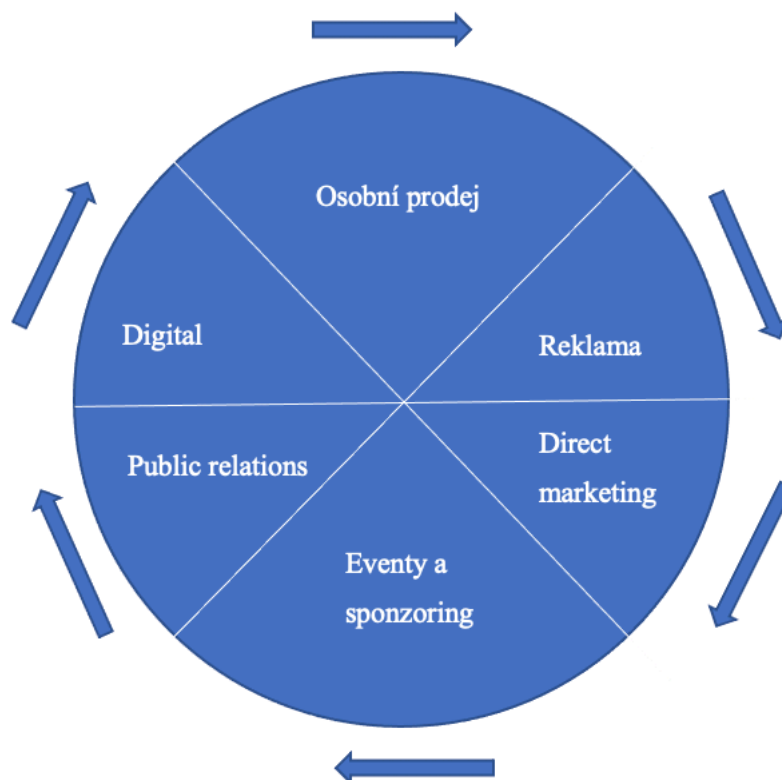 Osobní prodej
Digital
Reklama
Public relations
Direct
marketing
Eventy a
sponzoring